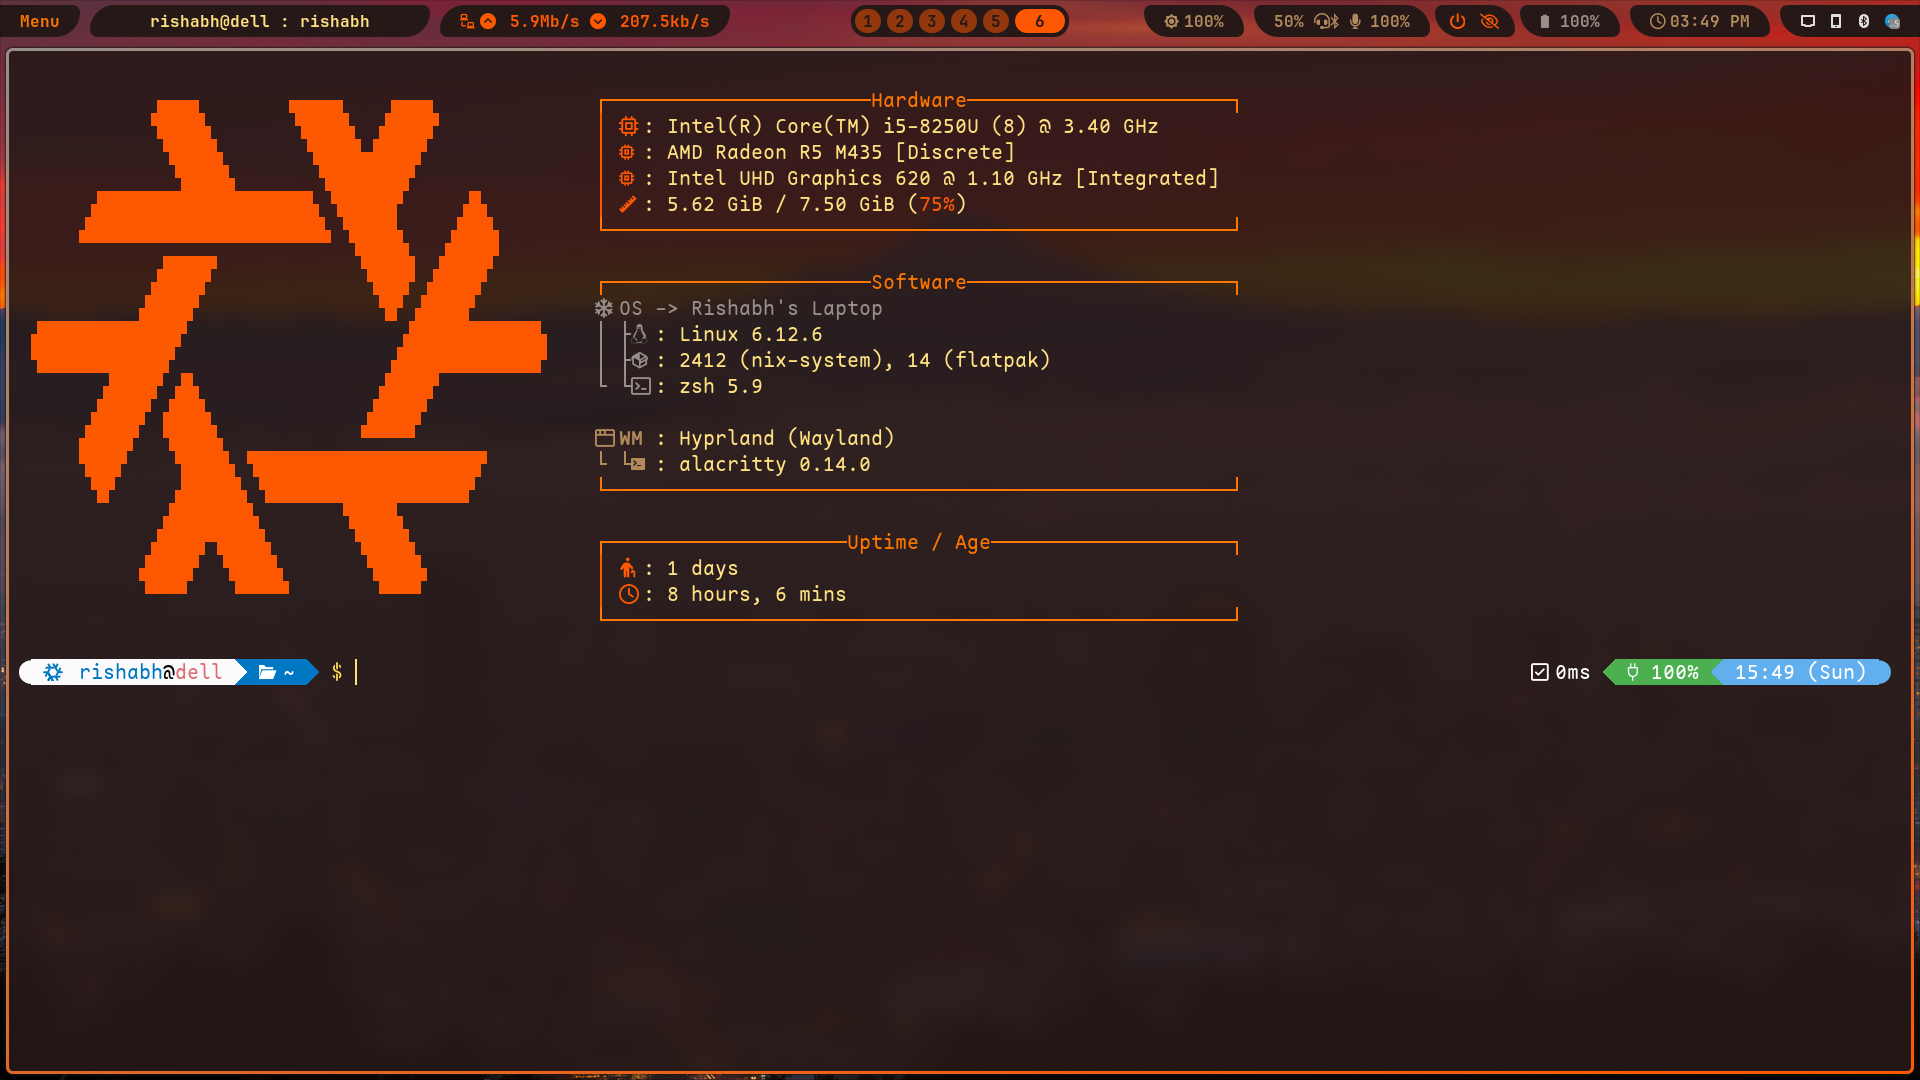 Menu rishabh@dell : rishabh 5.9Mb/s 207.5kb/s 1 2 3 4 5 6 100% 50% 100% 100% 03:49 PM
Hardware
: Intel(R) Core(TM) i5-8250U (8) @ 3.40 GHz
: AMD Radeon R5 M435 [Discrete]
: Intel UHD Graphics 620 @ 1.10 GHz [Integrated]
: 5.62 GiB / 7.50 GiB (75%)
Software
OS -> Rishabh's Laptop
: Linux 6.12.6
: 2412 (nix-system), 14 (flatpak)
: zsh 5.9
WM : Hyprland (Wayland)
: alacritty 0.14.0
Uptime / Age
: 1 days
: 8 hours, 6 mins
rishabh@dell ~ $ 0ms 100% 15:49 (Sun)